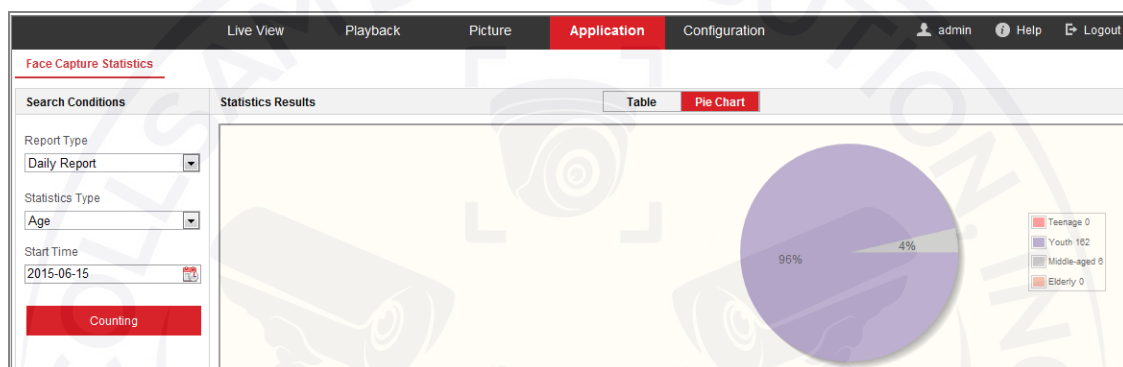 Live View Playback Picture Application Configuration admin Help Logout
Face Capture Statistics
Search Conditions
Statistics Results
Table Pie Chart
Report Type
Daily Report
Statistics Type
Age
Start Time
2015-06-15
Counting
96%
4%
Teenage 0
Youth 162
Middle-aged 6
Elderly 0